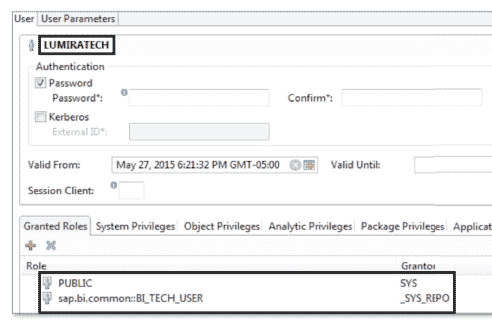 User User Parameters
LUMIRATECH
Authentication
Password
Password*: Confirm*:
Kerberos
External ID*:
Valid From: May 27, 2015 6:21:32 PM GMT-05:00 Valid Until:
Session Client:
Granted Roles System Privileges Object Privileges Analytic Privileges Package Privileges Applicat
Role Grantor
PUBLIC SYS
sap.bi.common::BI_TECH_USER _SYS_REPO